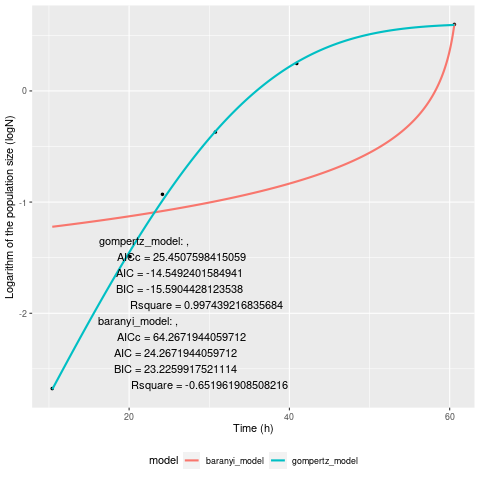 Logarithm of the population size (logN)
0
-1
-2
gompertz_model: ,
AICc = 25.4507598415059
AIC = -14.5492401584941
BIC = -15.5904428123538
Rsquare = 0.997439216835684
baranyi_model: ,
AICc = 64.2671944059712
AIC = 24.2671944059712
BIC = 23.2259917521114
Rsquare = -0.651961908508216
20 40 60
Time (h)
model baranyi_model gompertz_model